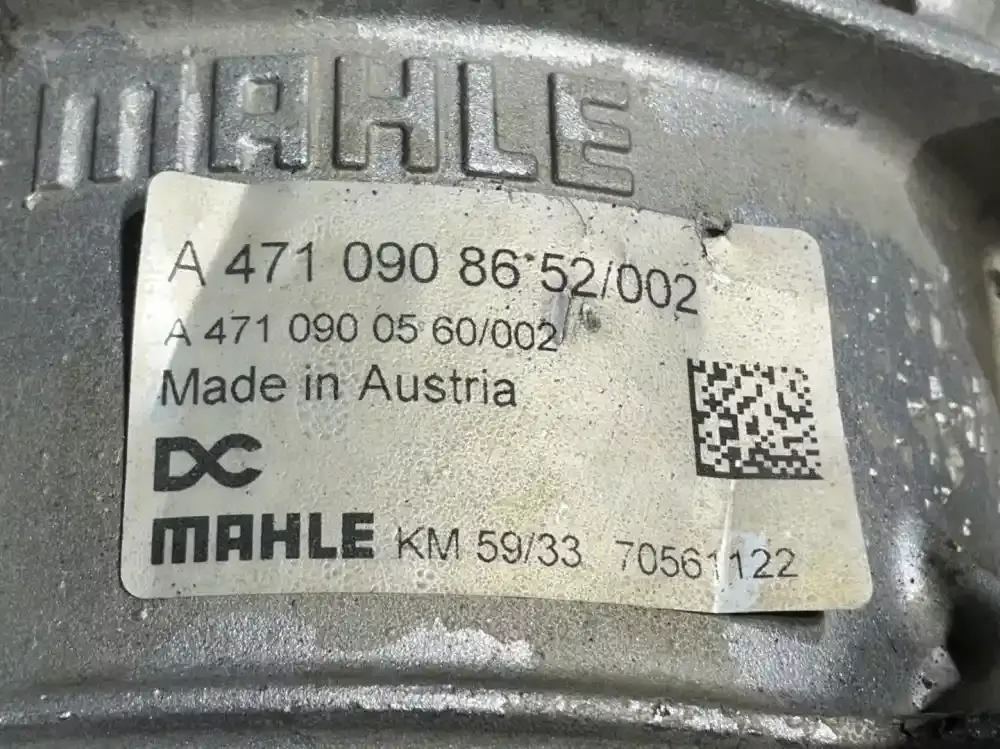 MAHLE
A 471 090 86 52/002
A 471 090 05 60/002
Made in Austria
DC
MAHLE KM 59/33 70561122